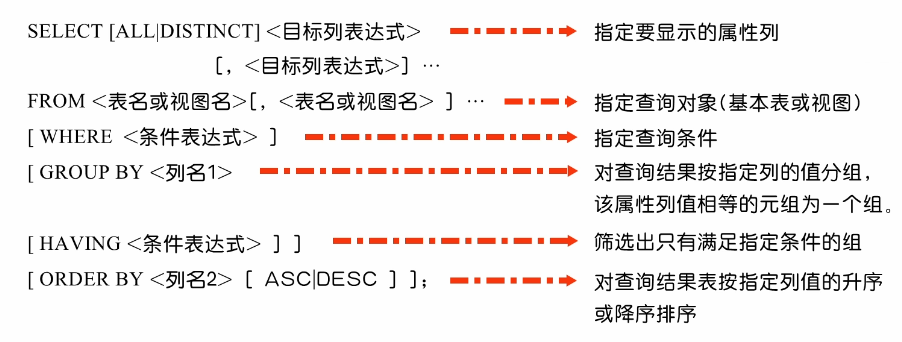 SELECT [ALL|DISTINCT] <目标列表达式> 指定要显示的属性列
[，<目标列表达式>] …
FROM <表名或视图名>[，<表名或视图名> ] … 指定查询对象(基本表或视图)
[ WHERE <条件表达式> ] 指定查询条件
[ GROUP BY <列名1> 对查询结果按指定列的值分组，
该属性列值相等的元组为一个组。
[ HAVING <条件表达式> ] ] 筛选出只有满足指定条件的组
[ ORDER BY <列名2> [ ASC|DESC ] ]； 对查询结果表按指定列值的升序
或降序排序